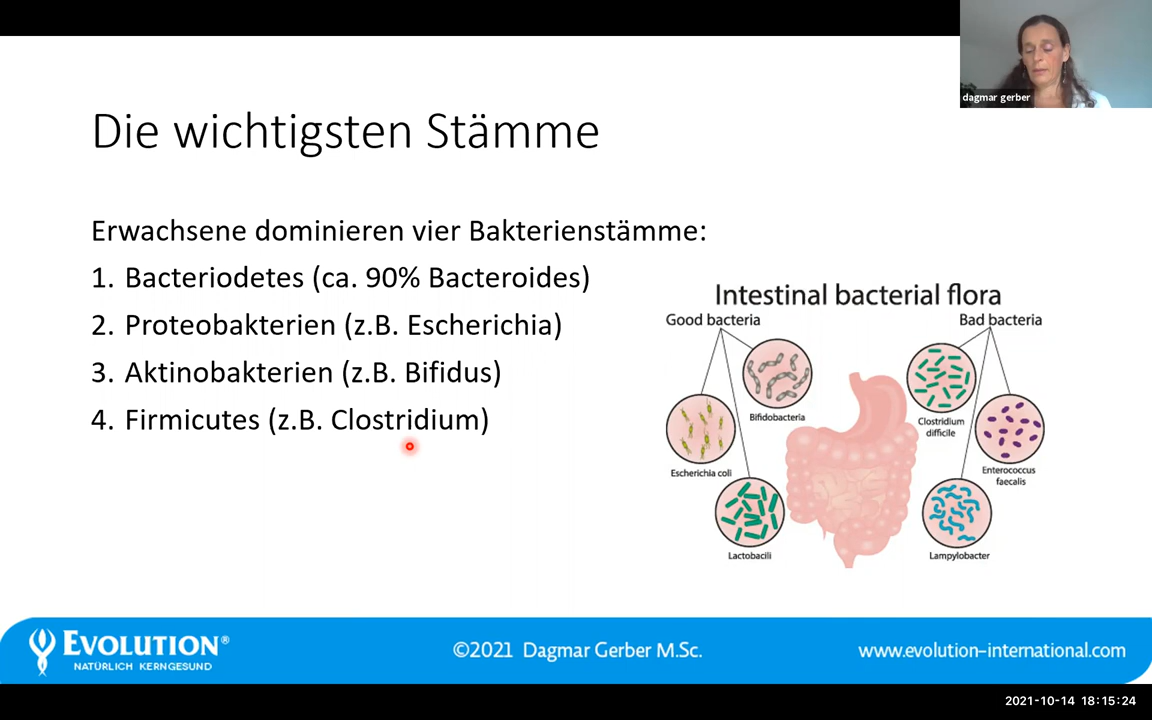 dagmar gerber
Die wichtigsten Stämme
Erwachsene dominieren vier Bakterienstämme:
1. Bacteriodetes (ca. 90% Bacteroides)
2. Proteobakterien (z.B. Escherichia)
3. Aktinobakterien (z.B. Bifidus)
4. Firmicutes (z.B. Clostridium)
Intestinal bacterial flora
Good bacteria
Bad bacteria
Bifidobacteria
Clostridium
difficile
Escherichia coli
Enterococcus
faecalis
Lactobacili
Lampylobacter
EVOLUTION®
NATÜRLICH KERNGESUND
©2021 Dagmar Gerber M.Sc.
www.evolution-international.com
2021-10-14 18:15:24